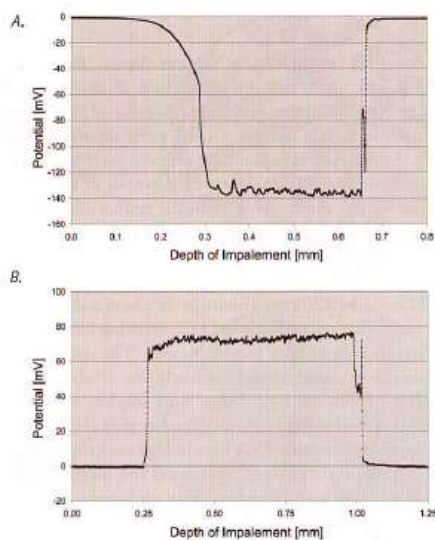 A.
0
-20
-40
-60
-80
-100
-120
-140
-160
Potential [mV]
0.0 0.1 0.2 0.3 0.4 0.5 0.6 0.7 0.8
Depth of Impalement [mm]
B.
100
80
60
40
20
0
-20
Potential [mV]
0.00 0.25 0.50 0.75 1.00 1.25
Depth of Impalement [mm]